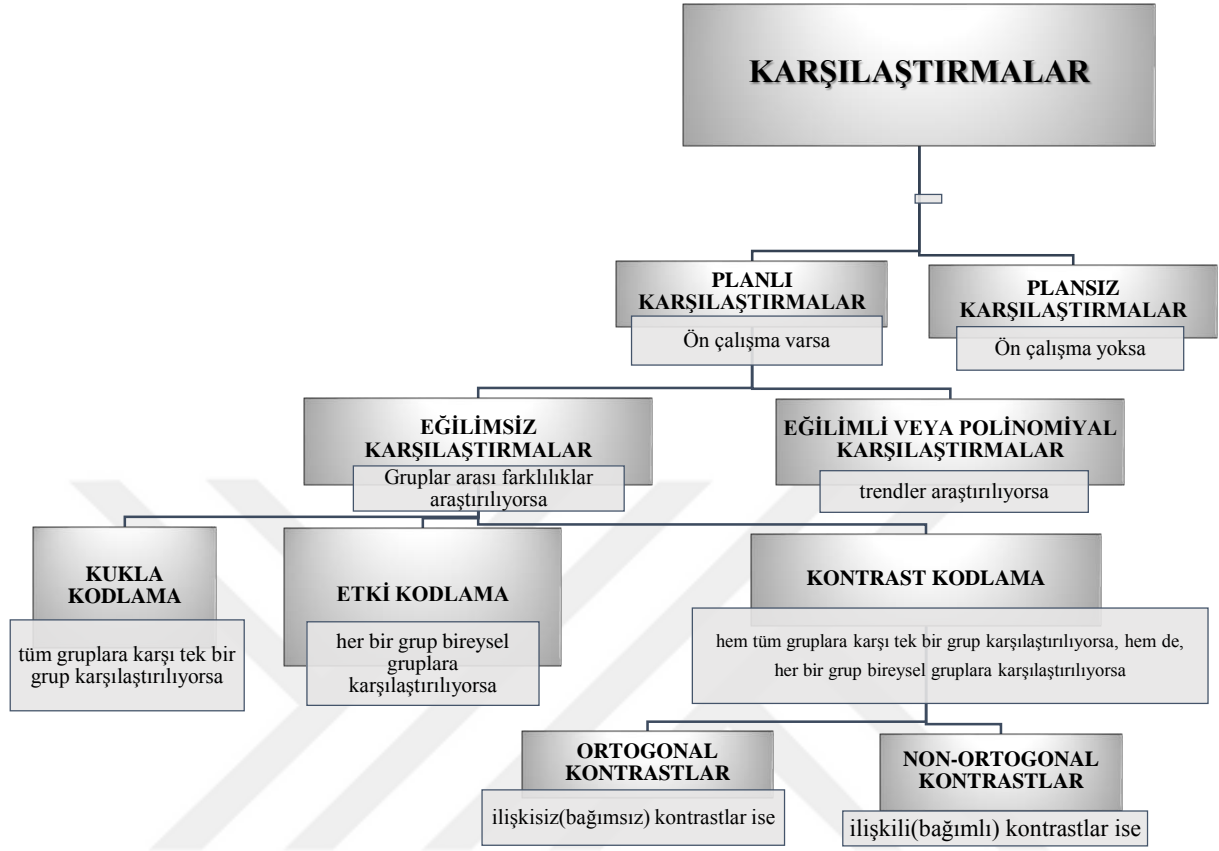 KARŞILAŞTIRMALAR
PLANLI
KARŞILAŞTIRMALAR
Ön çalışma varsa
PLANSIZ
KARŞILAŞTIRMALAR
Ön çalışma yoksa
EĞİLİMSİZ
KARŞILAŞTIRMALAR
Gruplar arası farklılıklar
araştırılıyorsa
EĞİLİMLİ VEYA POLİNOMİYAL
KARŞILAŞTIRMALAR
trendler araştırılıyorsa
KUKLA
KODLAMA
tüm gruplara karşı tek bir
grup karşılaştırılıyorsa
ETKİ KODLAMA
her bir grup bireysel
gruplara
karşılaştırılıyorsa
KONTRAST KODLAMA
hem tüm gruplara karşı tek bir grup karşılaştırılıyorsa, hem de,
her bir grup bireysel gruplara karşılaştırılıyorsa
ORTOGONAL
KONTRASTLAR
ilişkisiz(bağımsız) kontrastlar ise
NON-ORTOGONAL
KONTRASTLAR
ilişkili(bağımlı) kontrastlar ise